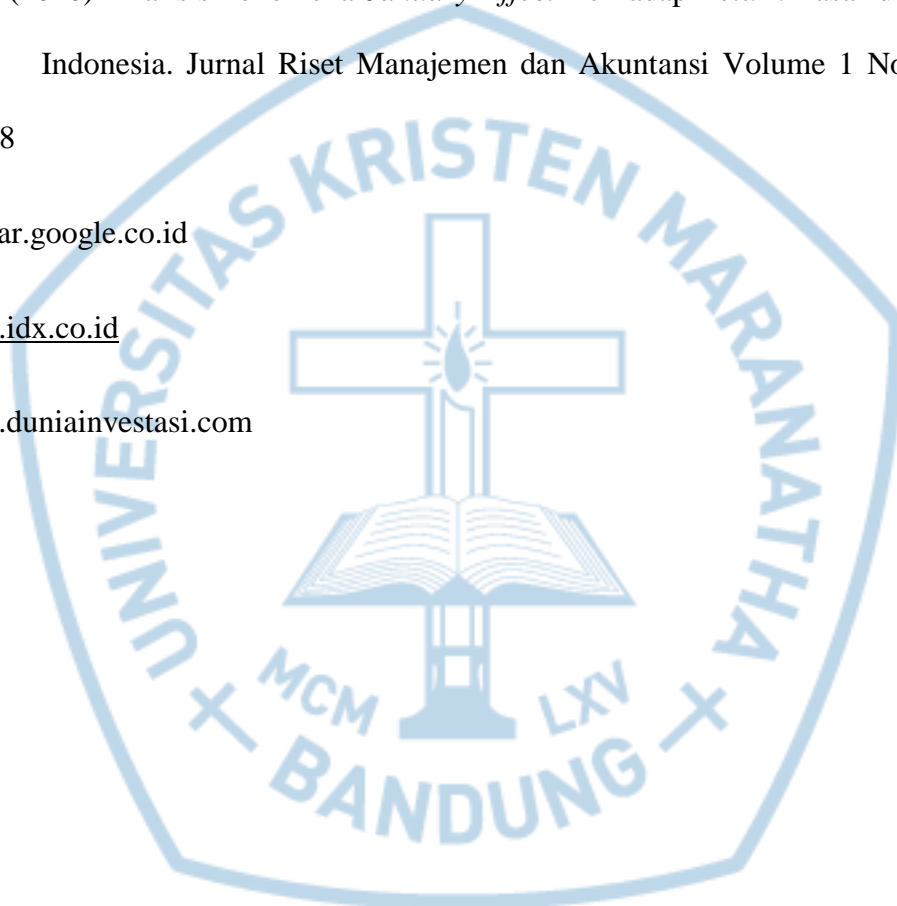 Indonesia. Jurnal Riset Manajemen dan Akuntansi Volume 1 No
8
ar.google.co.id
.idx.co.id
.duniainvestasi.com
UNIVERSITAS KRISTEN MARANATHA
MCM LXV
+ BANDUNG +